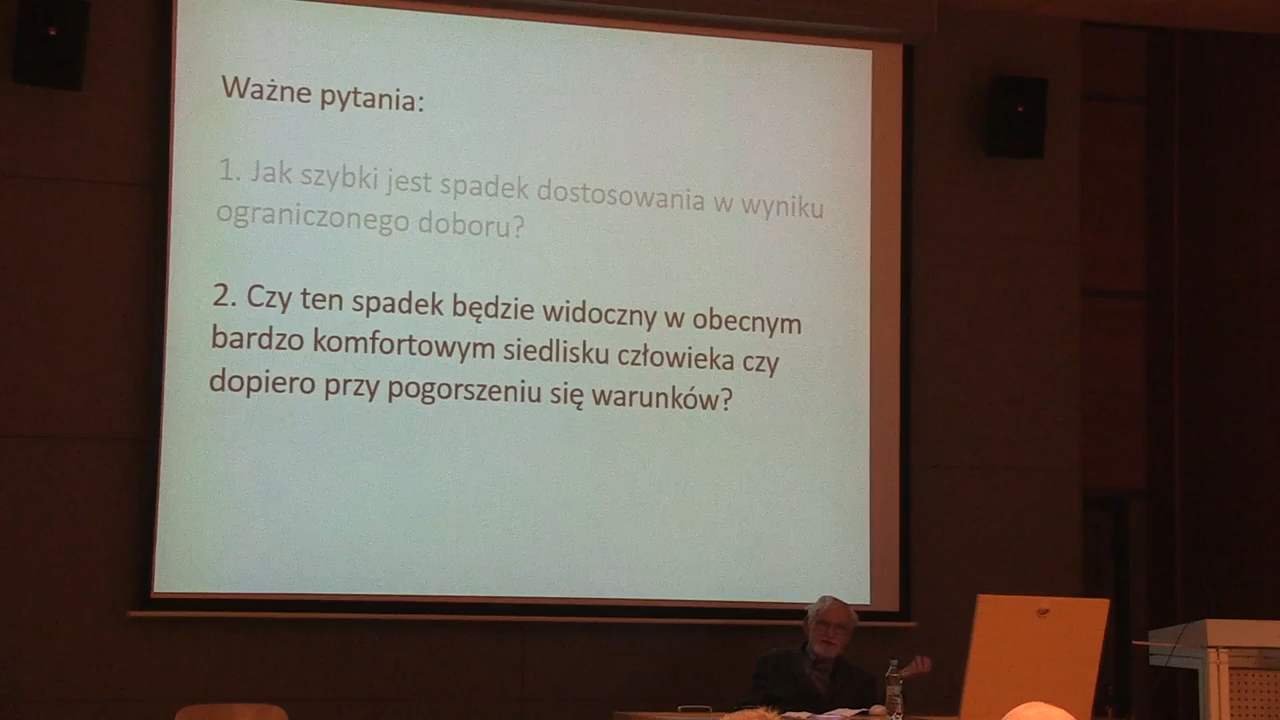 Ważne pytania:
1. Jak szybki jest spadek dostosowania w wyniku
ograniczonego doboru?
2. Czy ten spadek będzie widoczny w obecnym
bardzo komfortowym siedlisku człowieka czy
dopiero przy pogorszeniu się warunków?